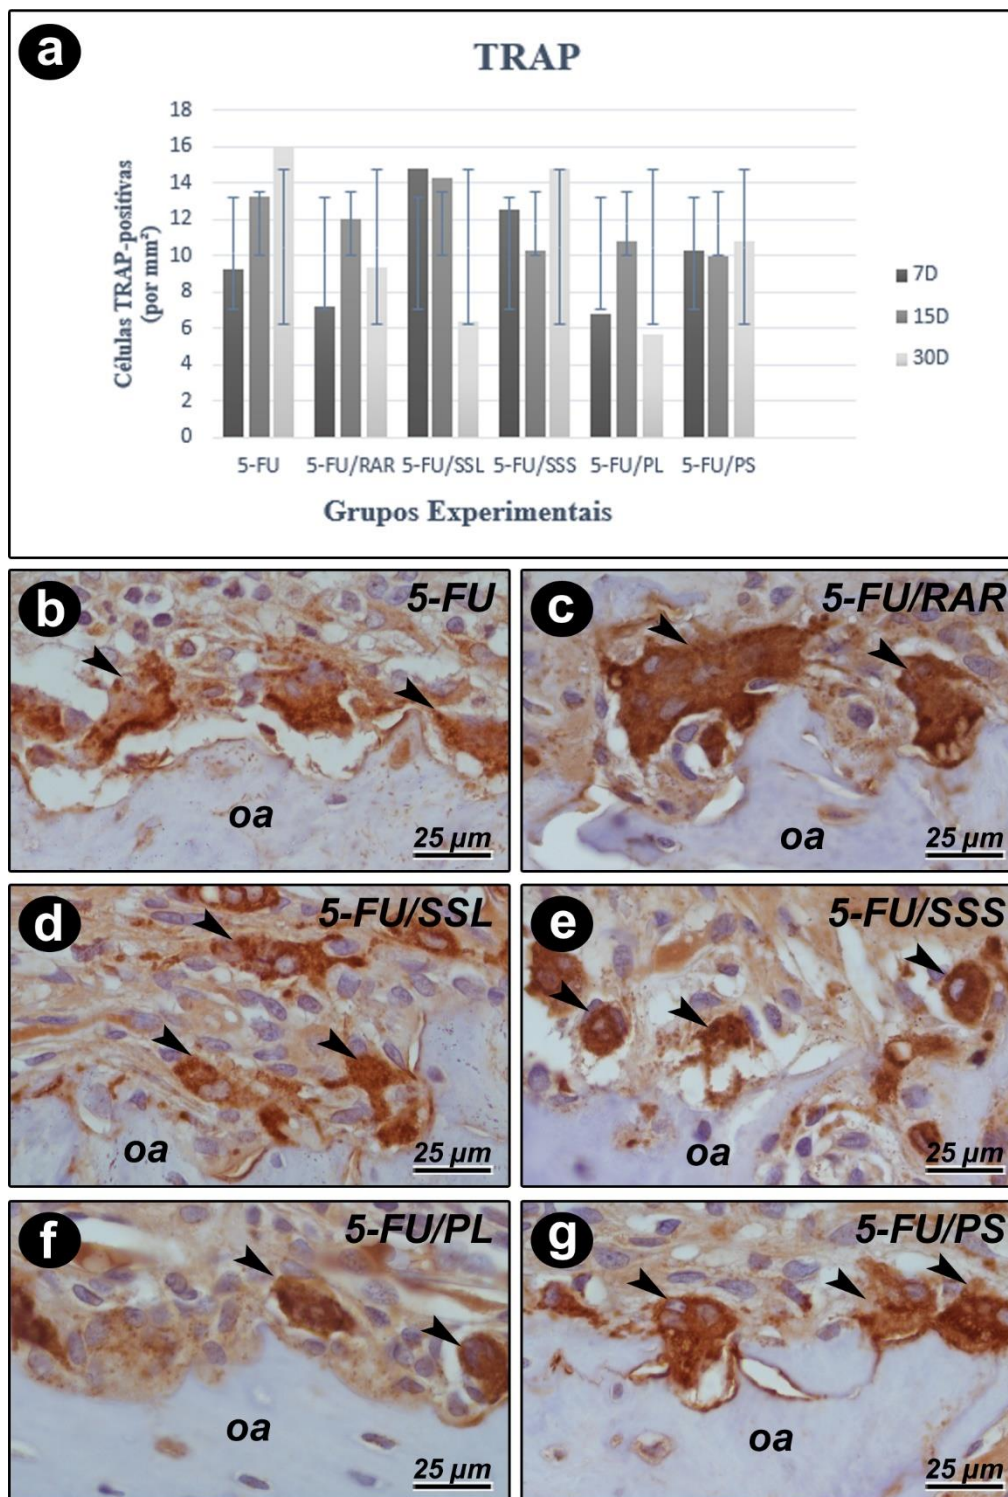 a
TRAP
Células TRAP-positivas
(por mm²)
18
16
14
12
10
8
6
4
2
0
5-FU 5-FU/RAR 5-FU/SSL 5-FU/SSS 5-FU/PL 5-FU/PS
Grupos Experimentais
7D
15D
30D
b 5-FU
oa
25 µm
c 5-FU/RAR
oa
25 µm
d 5-FU/SSL
oa
25 µm
e 5-FU/SSS
oa
25 µm
f 5-FU/PL
oa
25 µm
g 5-FU/PS
oa
25 µm